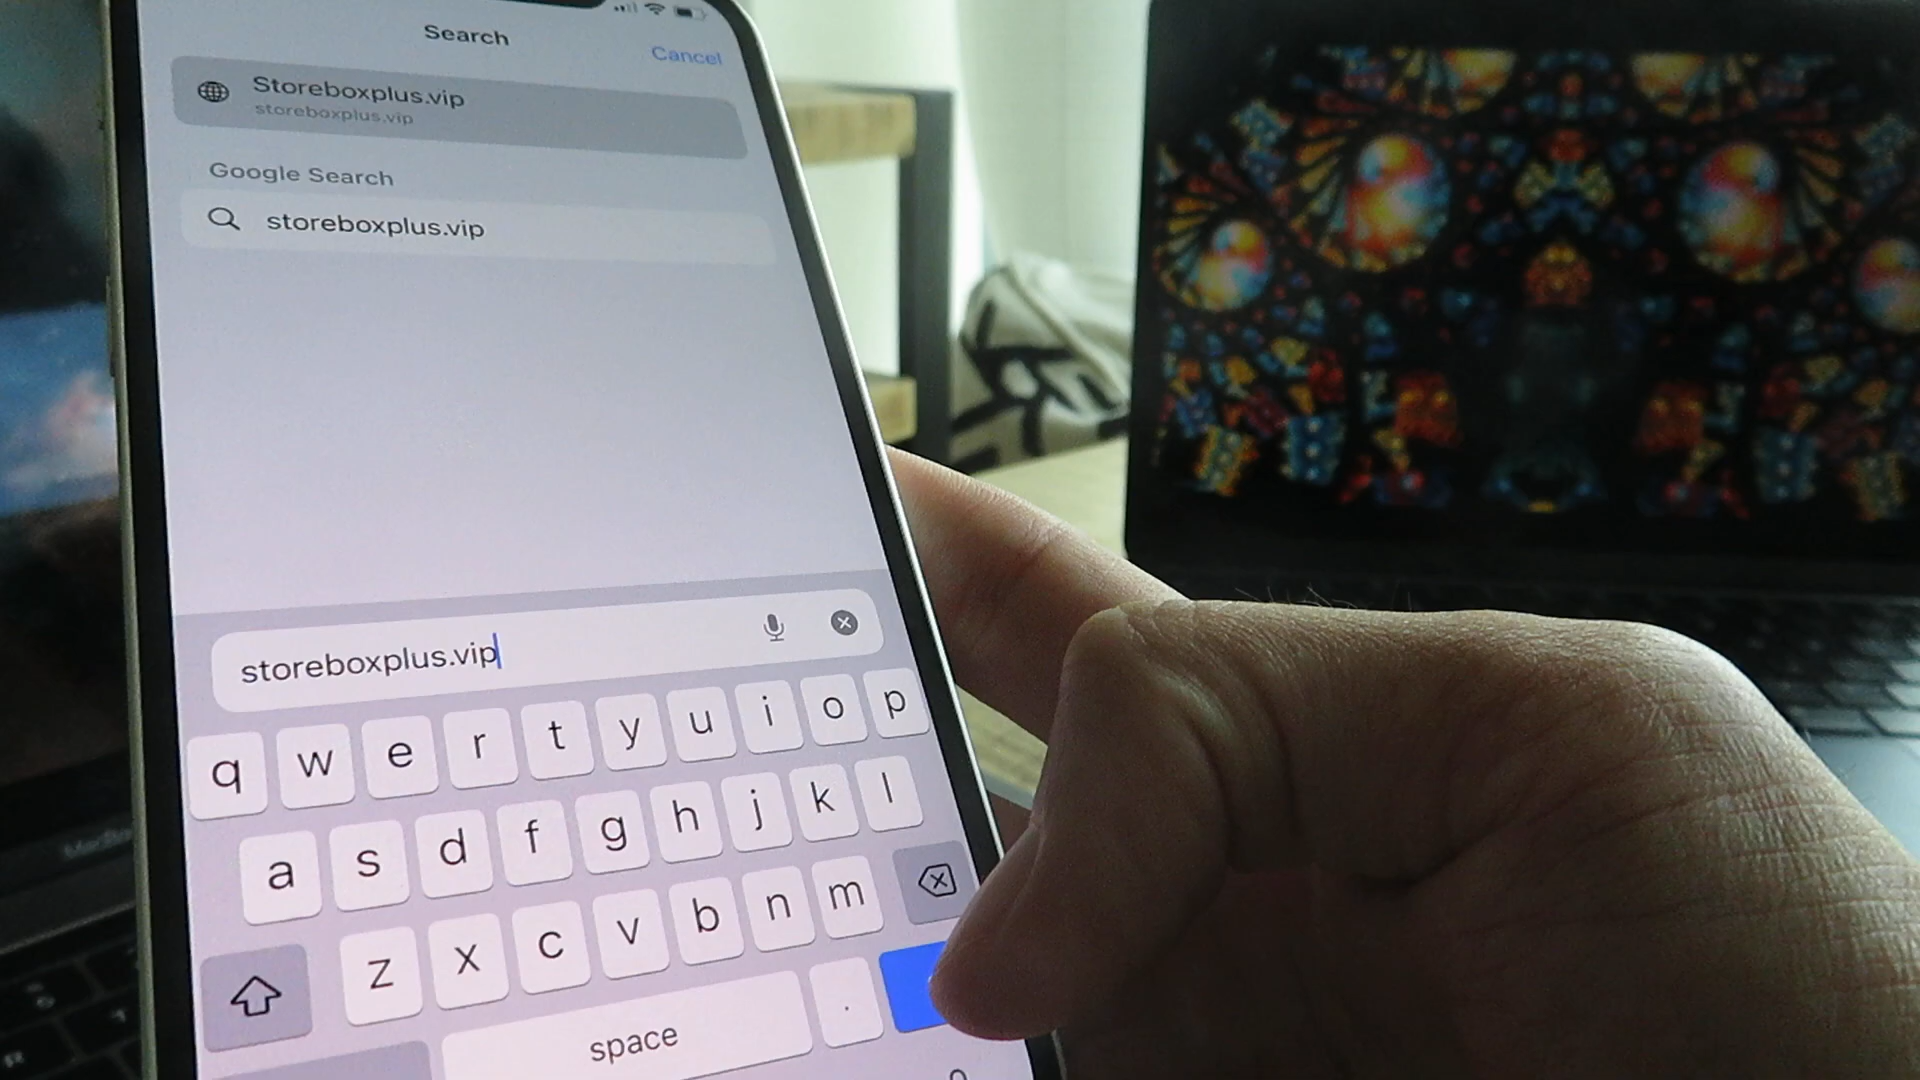 Search
Cancel
Storeboxplus.vip
storeboxplus.vip
Google Search
storeboxplus.vip
storeboxplus.vip
q w e r t y u i o p
a s d f g h j k l
z x c v b n m
space .